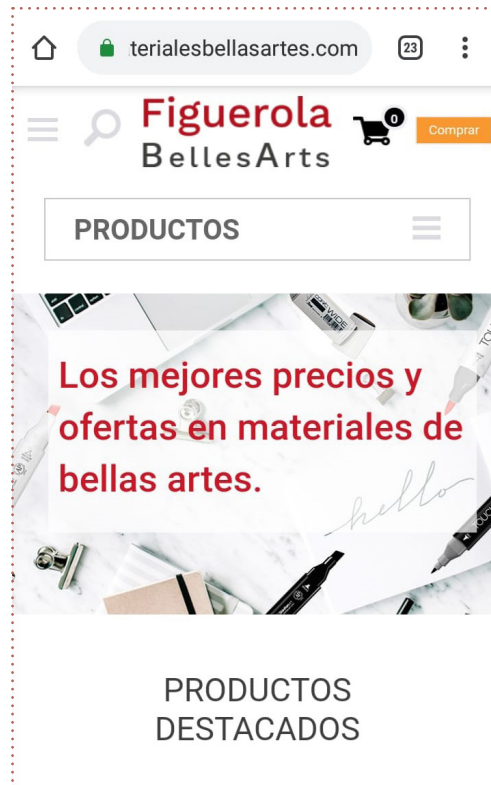 terialesbellasartes.com 23
Figuerola
BellesArts
0
Comprar
PRODUCTOS
Los mejores precios y
ofertas en materiales de
bellas artes.
hello
PRODUCTOS
DESTACADOS